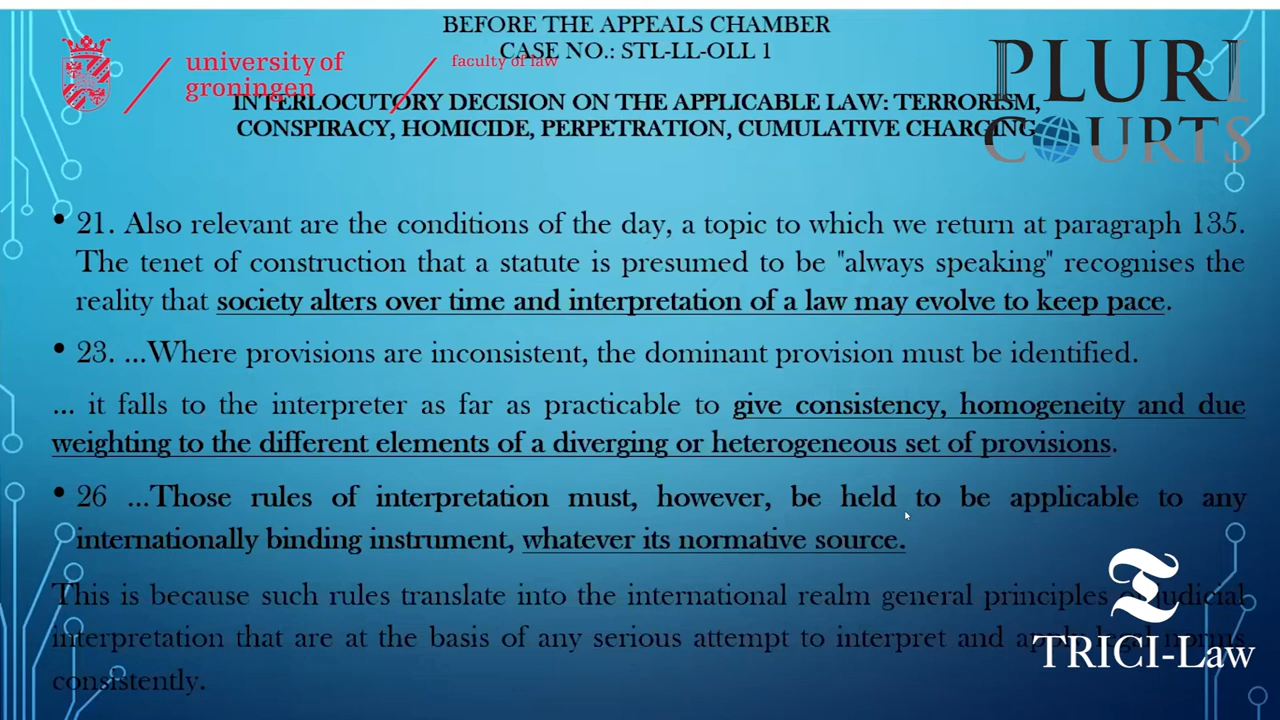 BEFORE THE APPEALS CHAMBER
CASE NO.: STL-LL-OLL 1
university of
groningen
faculty of law
PLURI
COURTS
INTERLOCUTORY DECISION ON THE APPLICABLE LAW: TERRORISM,
CONSPIRACY, HOMICIDE, PERPETRATION, CUMULATIVE CHARGING
• 21. Also relevant are the conditions of the day, a topic to which we return at paragraph 135.
The tenet of construction that a statute is presumed to be "always speaking" recognises the
reality that society alters over time and interpretation of a law may evolve to keep pace.
• 23. ...Where provisions are inconsistent, the dominant provision must be identified.
... it falls to the interpreter as far as practicable to give consistency, homogeneity and due
weighting to the different elements of a diverging or heterogeneous set of provisions.
• 26 ...Those rules of interpretation must, however, be held to be applicable to any
internationally binding instrument, whatever its normative source.
This is because such rules translate into the international realm general principles of judicial
interpretation that are at the basis of any serious attempt to interpret and apply legal norms
consistently.
TRICI-Law